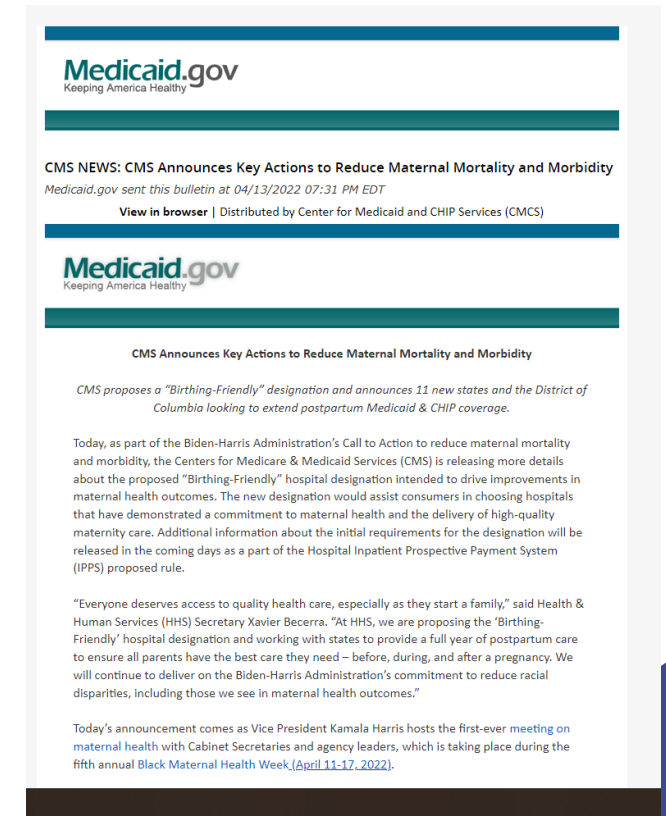 Medicaid.gov
Keeping America Healthy
CMS NEWS: CMS Announces Key Actions to Reduce Maternal Mortality and Morbidity
Medicaid.gov sent this bulletin at 04/13/2022 07:31 PM EDT
View in browser | Distributed by Center for Medicaid and CHIP Services (CMCS)
Medicaid.gov
Keeping America Healthy
CMS Announces Key Actions to Reduce Maternal Mortality and Morbidity
CMS proposes a “Birthing-Friendly” designation and announces 11 new states and the District of
Columbia looking to extend postpartum Medicaid & CHIP coverage.
Today, as part of the Biden-Harris Administration’s Call to Action to reduce maternal mortality
and morbidity, the Centers for Medicare & Medicaid Services (CMS) is releasing more details
about the proposed “Birthing-Friendly” hospital designation intended to drive improvements in
maternal health outcomes. The new designation would assist consumers in choosing hospitals
that have demonstrated a commitment to maternal health and the delivery of high-quality
maternity care. Additional information about the initial requirements for the designation will be
released in the coming days as a part of the Hospital Inpatient Prospective Payment System
(IPPS) proposed rule.
“Everyone deserves access to quality health care, especially as they start a family,” said Health &
Human Services (HHS) Secretary Xavier Becerra. “At HHS, we are proposing the ‘Birthing-
Friendly’ hospital designation and working with states to provide a full year of postpartum care
to ensure all parents have the best care they need – before, during, and after a pregnancy. We
will continue to deliver on the Biden-Harris Administration’s commitment to reduce racial
disparities, including those we see in maternal health outcomes.”
Today’s announcement comes as Vice President Kamala Harris hosts the first-ever meeting on
maternal health with Cabinet Secretaries and agency leaders, which is taking place during the
fifth annual Black Maternal Health Week (April 11-17, 2022).